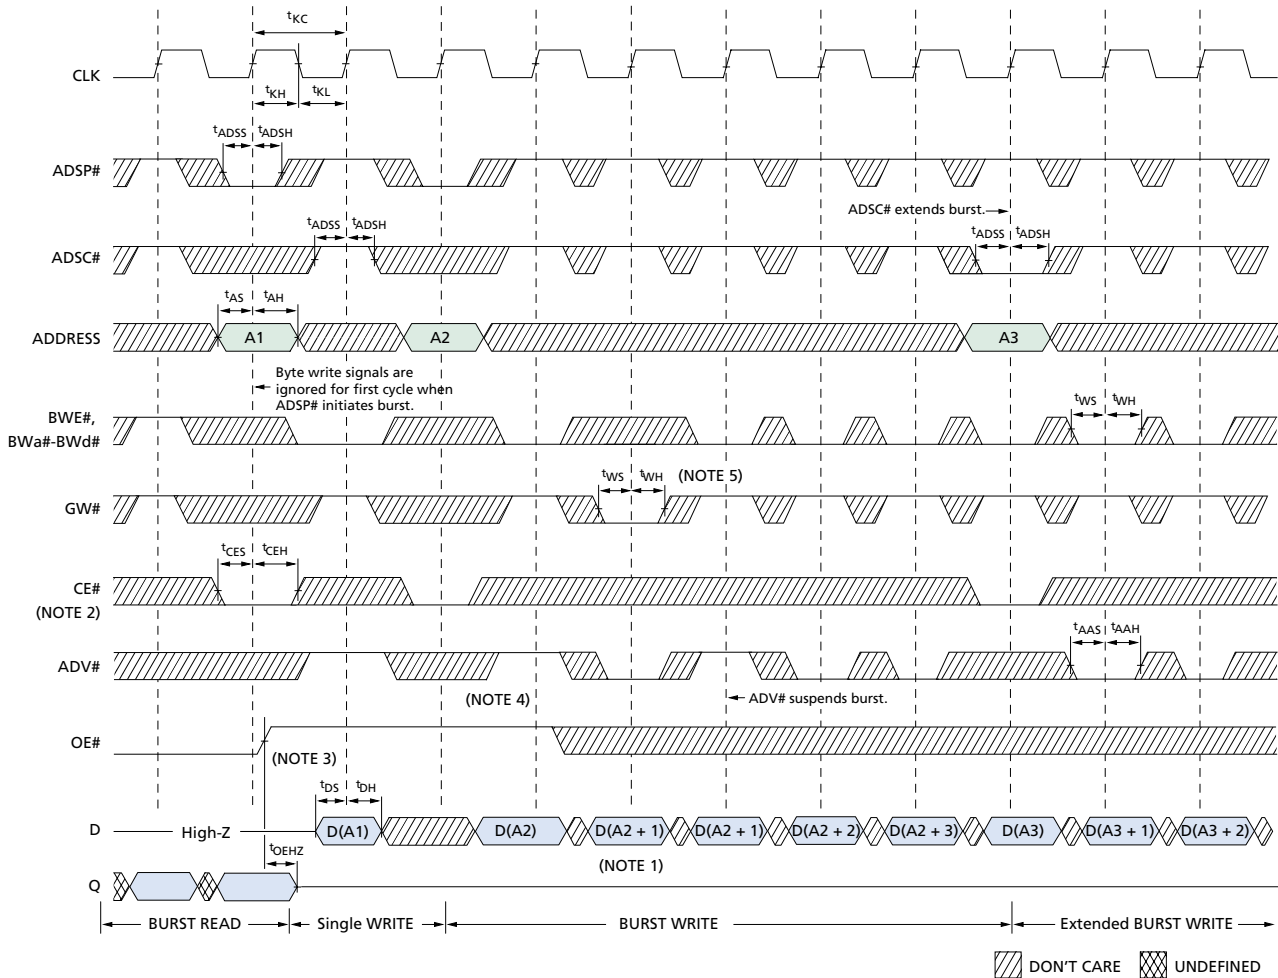 tKC
CLK
tKH
tKL
tADSS
tADSH
ADSP#
ADSC# extends burst.
tADSS
tADSH
tADSS
tADSH
ADSC#
tAS
tAH
ADDRESS
A1
A2
A3
Byte write signals are
ignored for first cycle when
ADSP# initiates burst.
BWE#,
BWa#-BWd#
tWS
tWH
tWS
tWH
(NOTE 5)
GW#
tCES
tCEH
CE#
(NOTE 2)
tAAS
tAAH
ADV#
(NOTE 4)
ADV# suspends burst.
OE#
(NOTE 3)
tDS
tDH
D
High-Z
D(A1)
D(A2)
D(A2 + 1)
D(A2 + 1)
D(A2 + 2)
D(A2 + 3)
D(A3)
D(A3 + 1)
D(A3 + 2)
tOEHZ
(NOTE 1)
Q
BURST READ
Single WRITE
BURST WRITE
Extended BURST WRITE
DON'T CARE
UNDEFINED